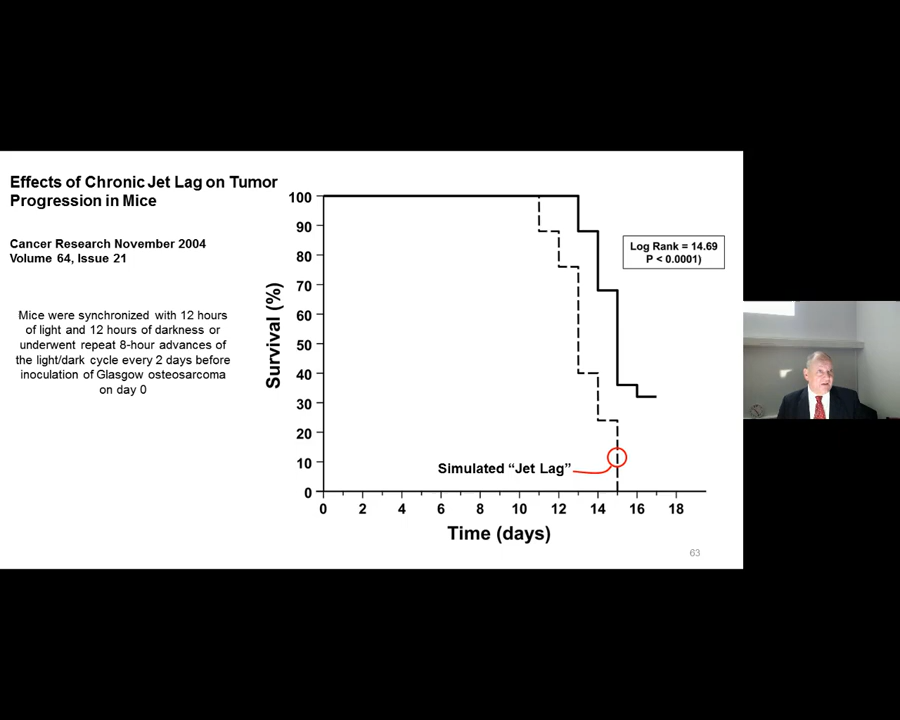 Effects of Chronic Jet Lag on Tumor
Progression in Mice
Cancer Research November 2004
Volume 64, Issue 21
Mice were synchronized with 12 hours
of light and 12 hours of darkness or
underwent repeat 8-hour advances of
the light/dark cycle every 2 days before
inoculation of Glasgow osteosarcoma
on day 0
Survival (%)
100
90
80
70
60
50
40
30
20
10
0
Log Rank = 14.69
P < 0.0001)
Simulated “Jet Lag”
0 2 4 6 8 10 12 14 16 18
Time (days)
63